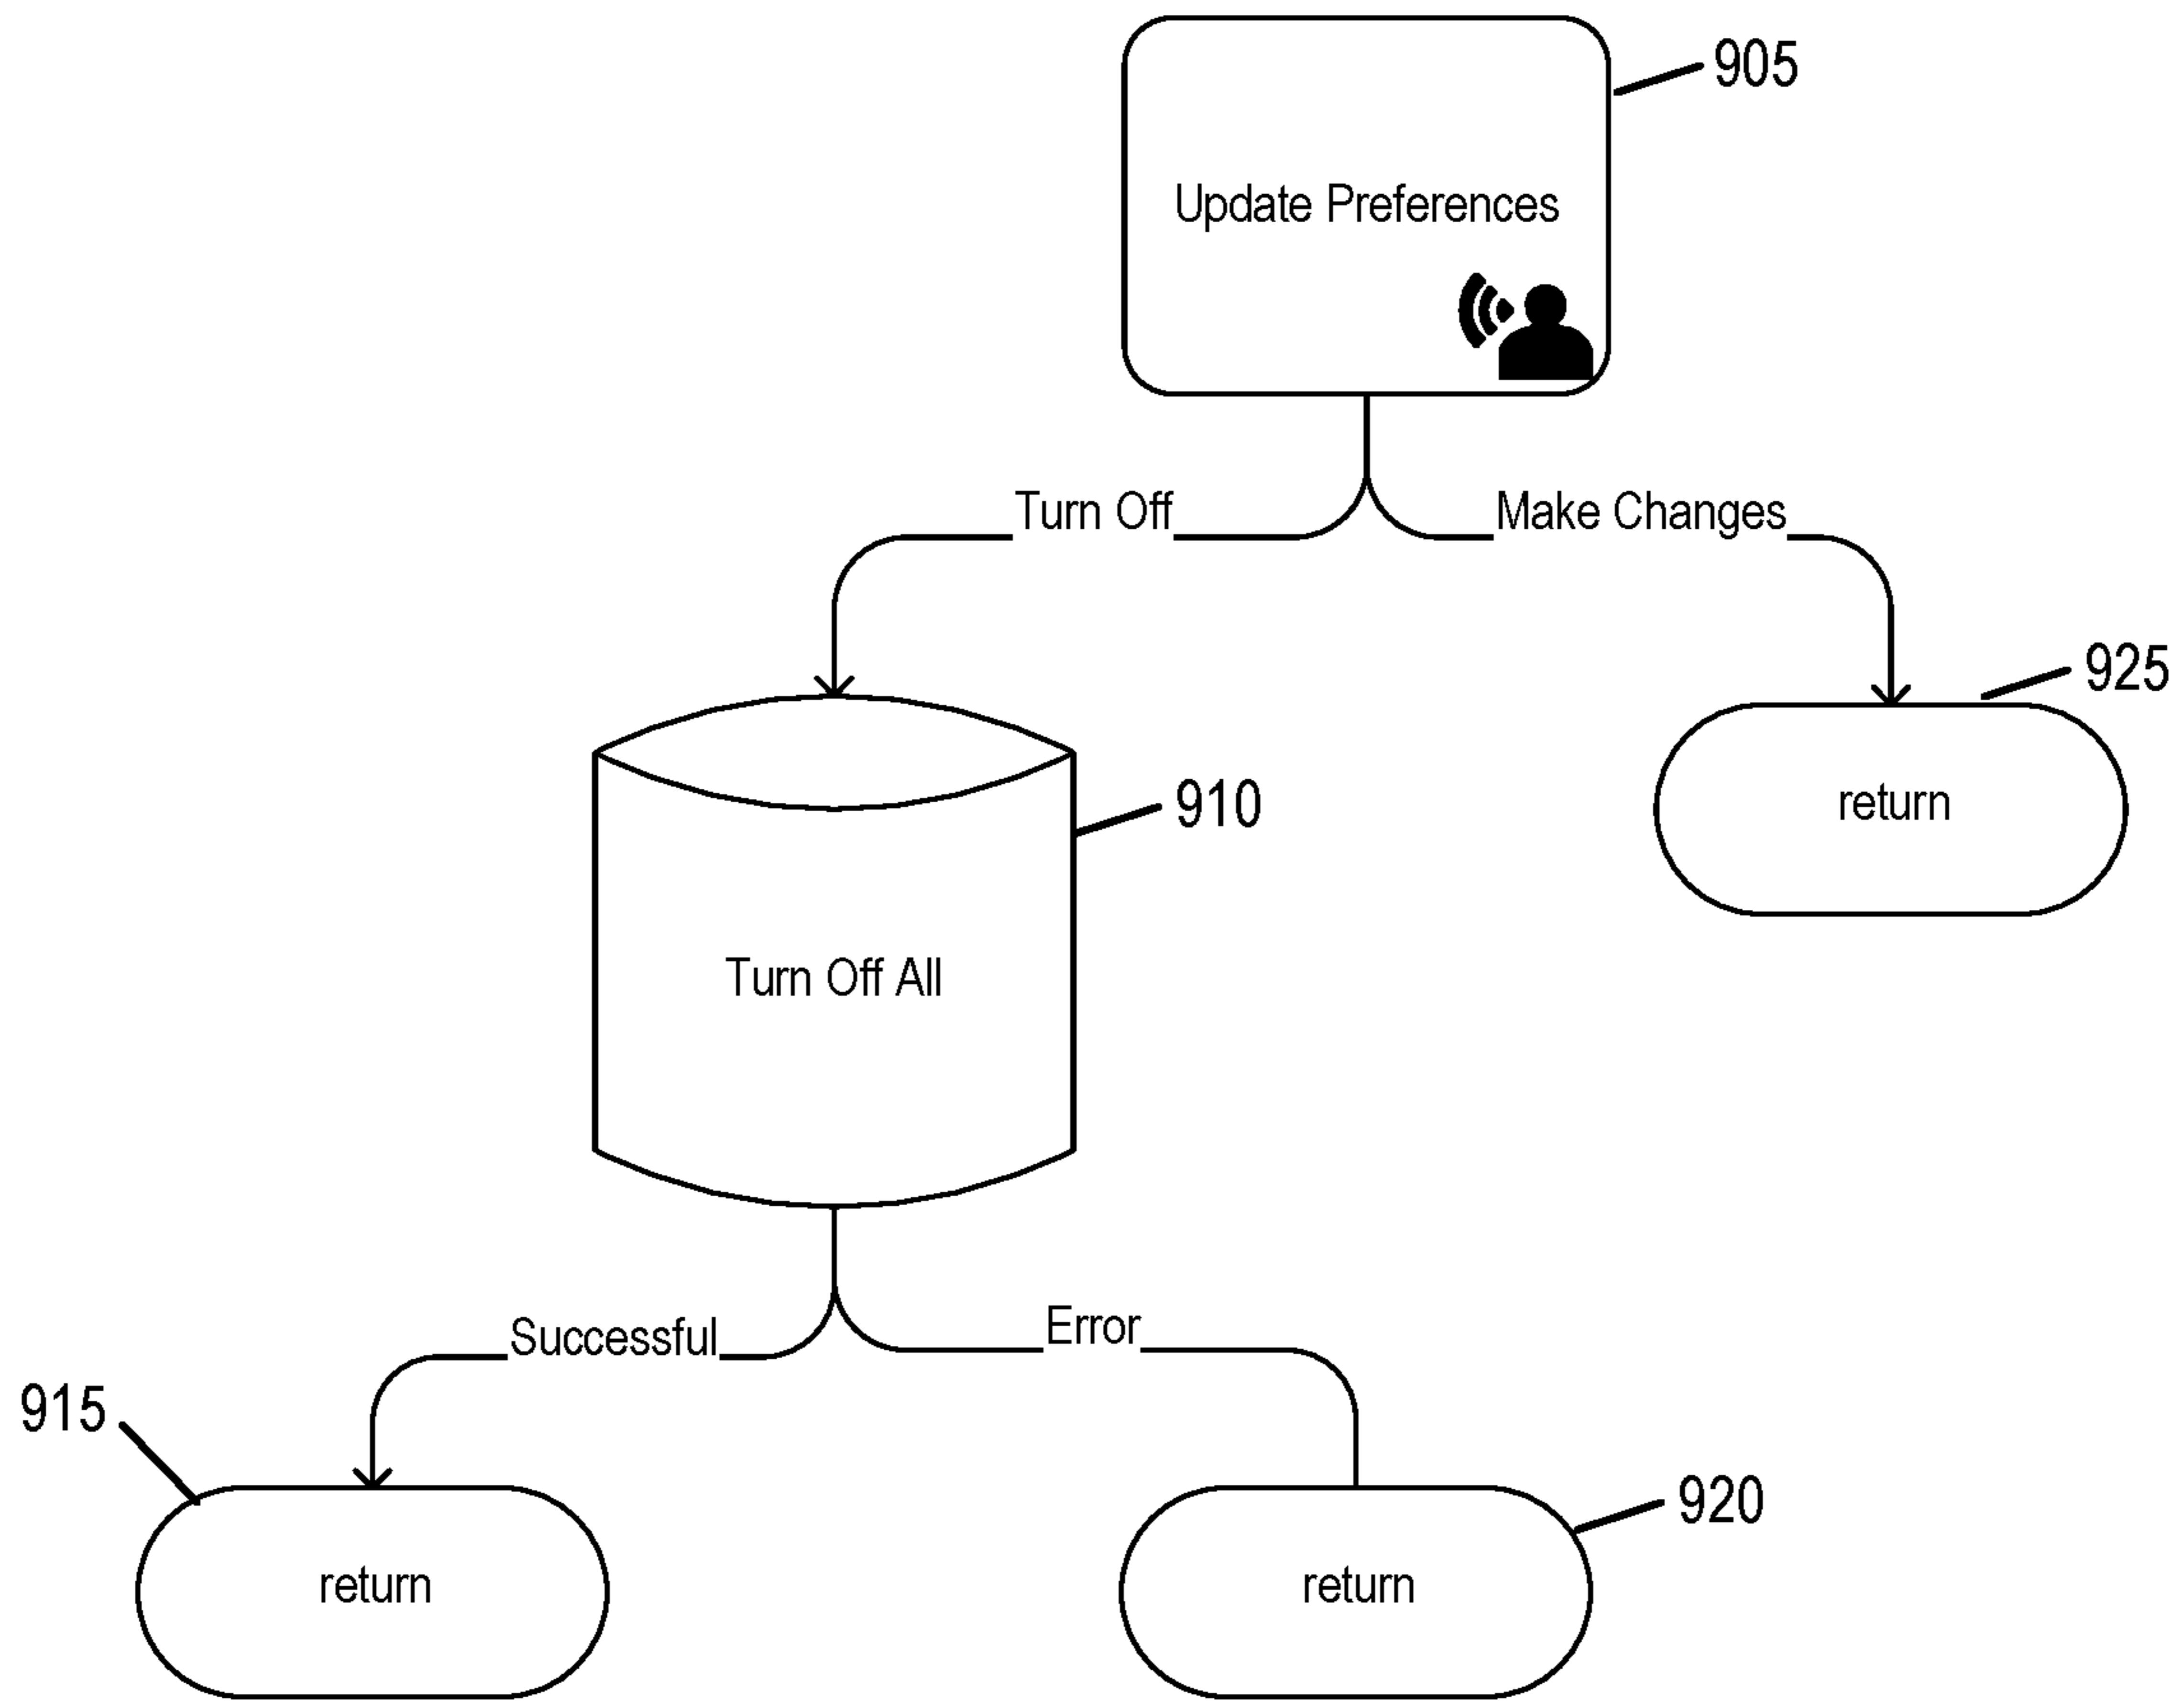 905
Update Preferences
Turn Off
Make Changes
925
return
910
Turn Off All
Successful
Error
915
return
920
return